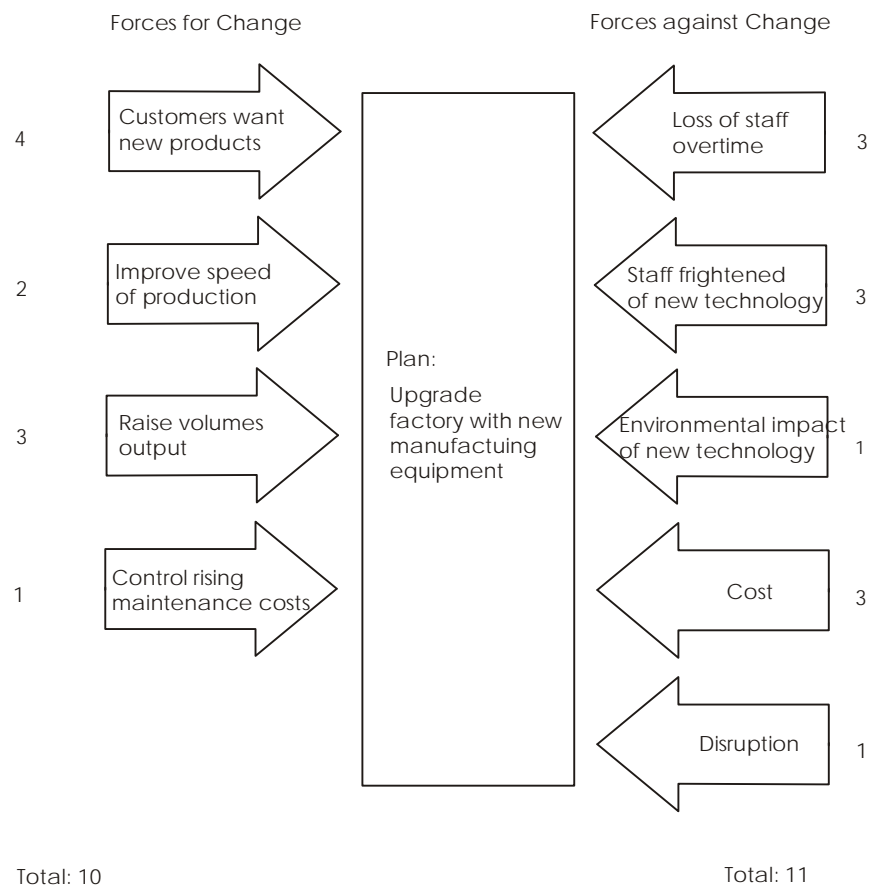 Forces for Change
Forces against Change
4
Customers want
new products
Loss of staff
overtime
3
2
Improve speed
of production
Staff frightened
of new technology
3
Plan:
Upgrade
factory with new
manufactuing
equipment
3
Raise volumes
output
Environmental impact
of new technology
1
1
Control rising
maintenance costs
Cost
3
Disruption
1
Total: 10
Total: 11